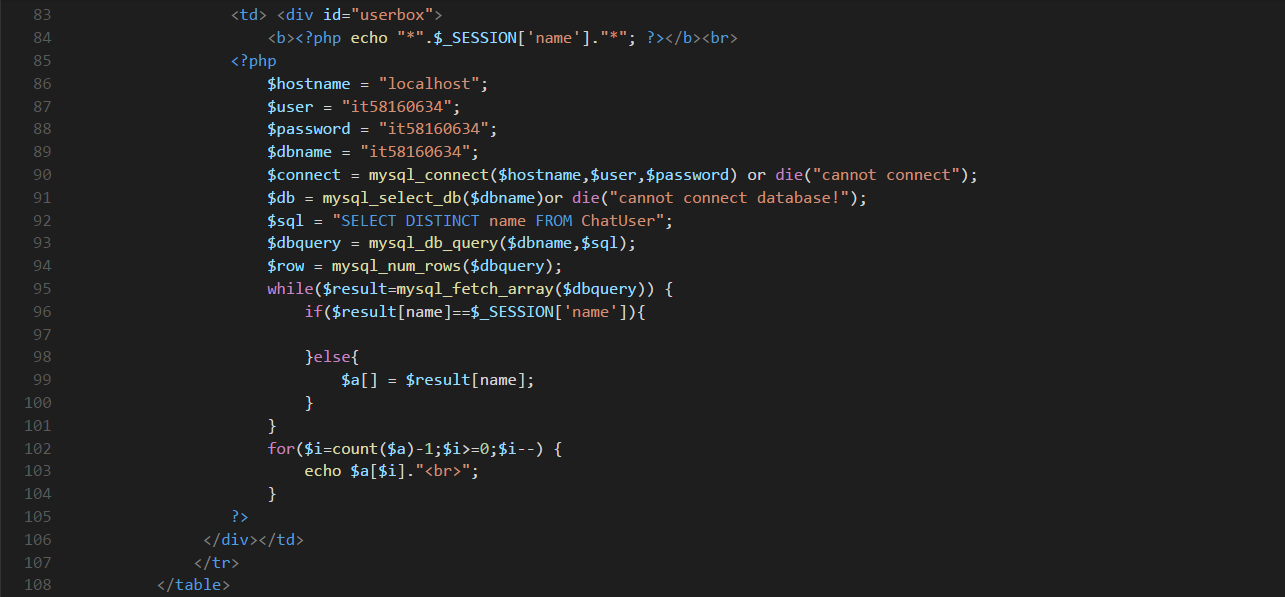 83 <td> <div id="userbox">
84 <b><?php echo "*".$_SESSION['name']."*"; ?></b><br>
85 <?php
86 $hostname = "localhost";
87 $user = "it58160634";
88 $password = "it58160634";
89 $dbname = "it58160634";
90 $connect = mysql_connect($hostname,$user,$password) or die("cannot connect");
91 $db = mysql_select_db($dbname)or die("cannot connect database!");
92 $sql = "SELECT DISTINCT name FROM ChatUser";
93 $dbquery = mysql_db_query($dbname,$sql);
94 $row = mysql_num_rows($dbquery);
95 while($result=mysql_fetch_array($dbquery)) {
96 if($result[name]==$_SESSION['name']){
97
98 }else{
99 $a[] = $result[name];
100 }
101 }
102 for($i=count($a)-1;$i>=0;$i--) {
103 echo $a[$i]."<br>";
104 }
105 ?>
106 </div></td>
107 </tr>
108 </table>